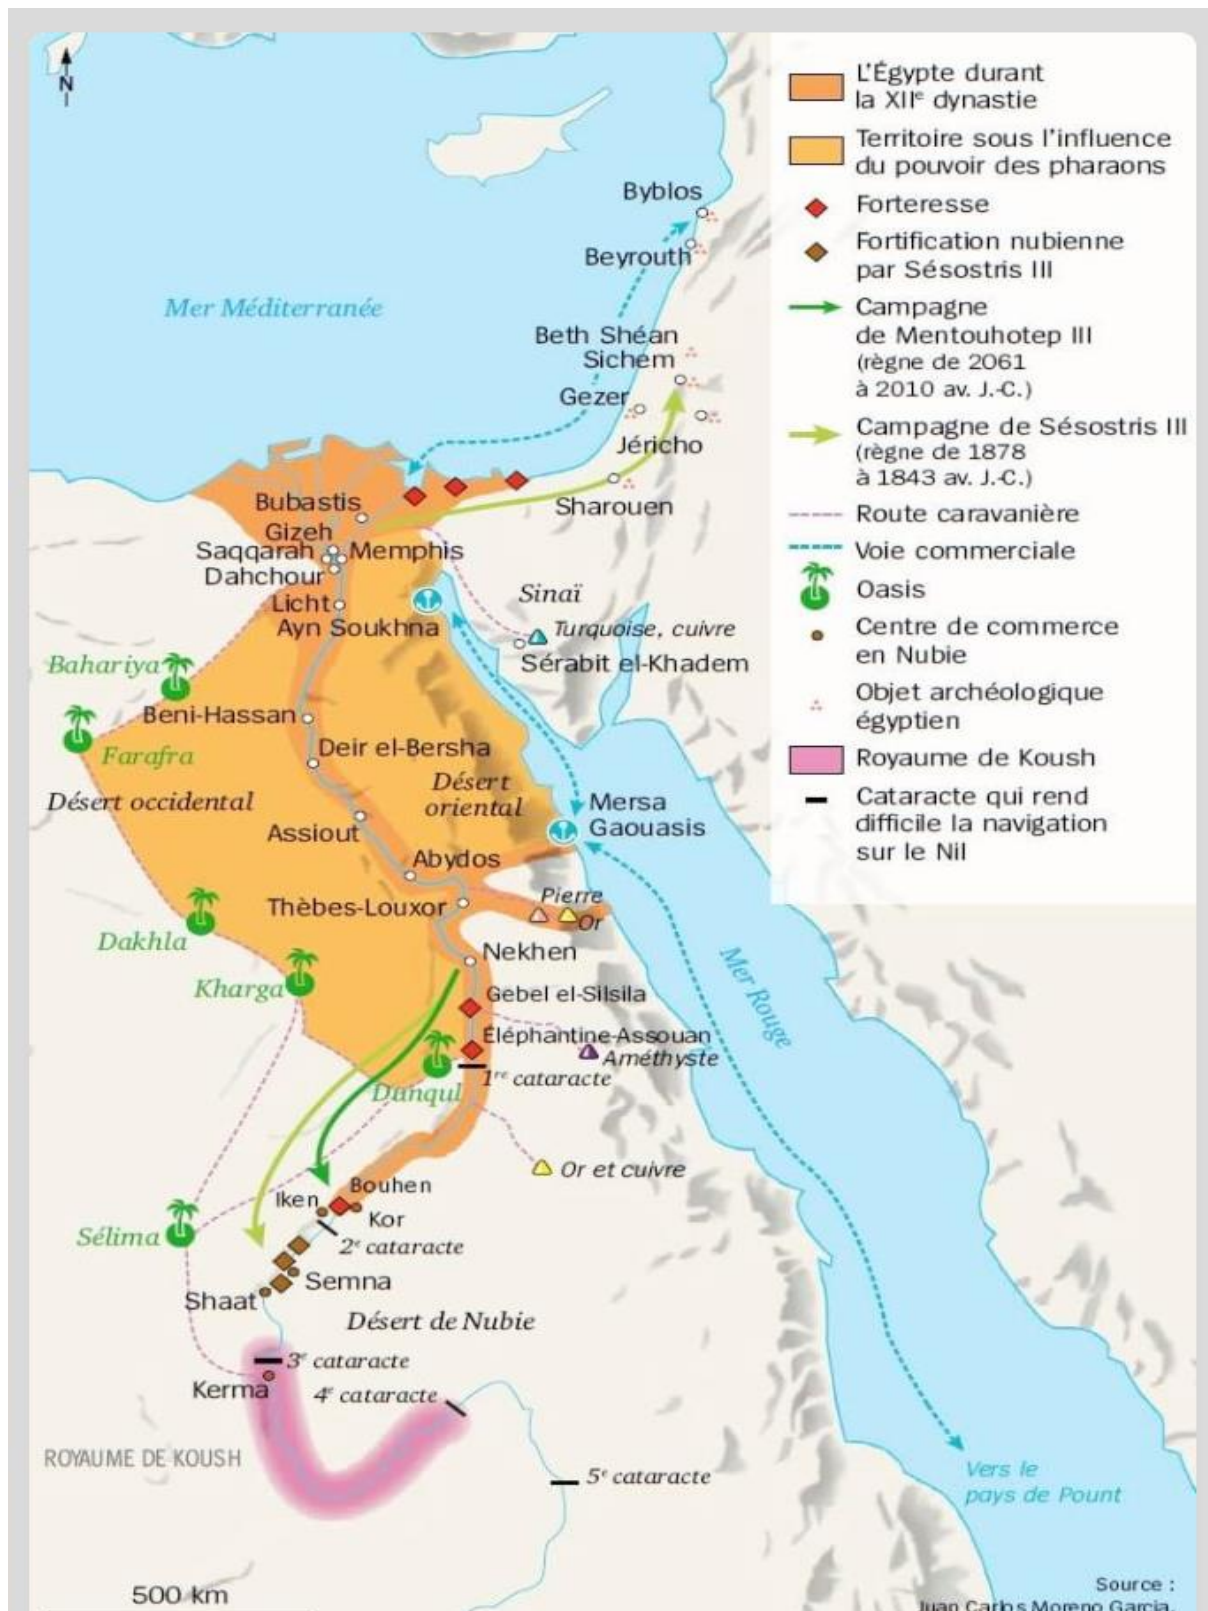 N
Byblos
Beyrouth
Mer Méditerranée
Beth Shéan
Sichem
Gezer
Jéricho
Sharouen
Bubastis
Gizeh
Saqqarah
Memphis
Dahchour
Licht
Ayn Soukhna
Sinaï
Turquoise, cuivre
Sérabit el-Khadem
Bahariya
Farafra
Beni-Hassan
Deir el-Bersha
Désert occidental
Désert
oriental
Mersa
Gaouasis
Assiout
Abydos
Thèbes-Louxor
Pierre
Or
Dakhla
Kharga
Nekhen
Mer Rouge
Gebel el-Silsila
Éléphantine-Assouan
Améthyste
1re cataracte
Dunqul
Or et cuivre
Bouhen
Iken
Kor
2e cataracte
Sélima
Semna
Shaat
Désert de Nubie
3e cataracte
Kerma
4e cataracte
ROYAUME DE KOUSH
5e cataracte
Vers le
pays de Pount
500 km
L'Égypte durant
la XIIe dynastie
Territoire sous l'influence
du pouvoir des pharaons
Forteresse
Fortification nubienne
par Sésostris III
Campagne
de Mentouhotep III
(règne de 2061
à 2010 av. J.-C.)
Campagne de Sésostris III
(règne de 1878
à 1843 av. J.-C.)
Route caravanière
Voie commerciale
Oasis
Centre de commerce
en Nubie
Objet archéologique
égyptien
Royaume de Koush
Cataracte qui rend
difficile la navigation
sur le Nil
Source :
Juan Carlos Moreno Garcia,